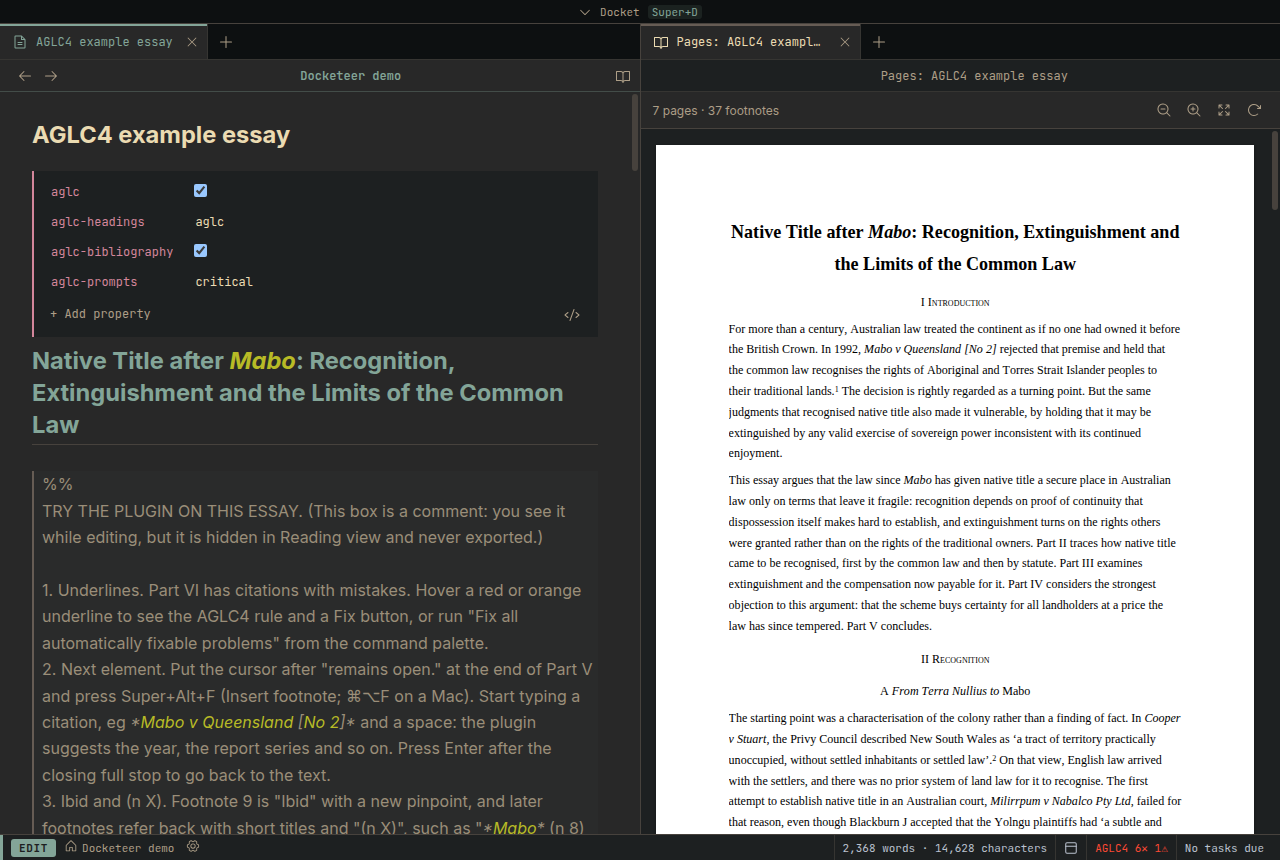 Docket Super+D
AGLC4 example essay
Pages: AGLC4 exampl…
Docketeer demo
Pages: AGLC4 example essay
7 pages · 37 footnotes
AGLC4 example essay
aglc
aglc-headings aglc
aglc-bibliography
aglc-prompts critical
+ Add property </>
Native Title after Mabo: Recognition,
Extinguishment and the Limits of the Common
Law
%%
TRY THE PLUGIN ON THIS ESSAY. (This box is a comment: you see it
while editing, but it is hidden in Reading view and never exported.)
1. Underlines. Part VI has citations with mistakes. Hover a red or orange
underline to see the AGLC4 rule and a Fix button, or run "Fix all
automatically fixable problems" from the command palette.
2. Next element. Put the cursor after "remains open." at the end of Part V
and press Super+Alt+F (Insert footnote; ⌘⌥F on a Mac). Start typing a
citation, eg *Mabo v Queensland [No 2]* and a space: the plugin
suggests the year, the report series and so on. Press Enter after the
closing full stop to go back to the text.
3. Ibid and (n X). Footnote 9 is "Ibid" with a new pinpoint, and later
footnotes refer back with short titles and "(n X)", such as "*Mabo* (n 8)
Native Title after Mabo: Recognition, Extinguishment and
the Limits of the Common Law
I Introduction
For more than a century, Australian law treated the continent as if no one had owned it before
the British Crown. In 1992, Mabo v Queensland [No 2] rejected that premise and held that
the common law recognises the rights of Aboriginal and Torres Strait Islander peoples to
their traditional lands.¹ The decision is rightly regarded as a turning point. But the same
judgments that recognised native title also made it vulnerable, by holding that it may be
extinguished by any valid exercise of sovereign power inconsistent with its continued
enjoyment.
This essay argues that the law since Mabo has given native title a secure place in Australian
law only on terms that leave it fragile: recognition depends on proof of continuity that
dispossession itself makes hard to establish, and extinguishment turns on the rights others
were granted rather than on the rights of the traditional owners. Part II traces how native title
came to be recognised, first by the common law and then by statute. Part III examines
extinguishment and the compensation now payable for it. Part IV considers the strongest
objection to this argument: that the scheme buys certainty for all landholders at a price the
law has since tempered. Part V concludes.
II Recognition
A From Terra Nullius to Mabo
The starting point was a characterisation of the colony rather than a finding of fact. In Cooper
v Stuart, the Privy Council described New South Wales as ‘a tract of territory practically
unoccupied, without settled inhabitants or settled law’.² On that view, English law arrived
with the settlers, and there was no prior system of land law for it to recognise. The first
attempt to establish native title in an Australian court, Milirrpum v Nabalco Pty Ltd, failed for
that reason, even though Blackburn J accepted that the Yolngu plaintiffs had ‘a subtle and
EDIT Docketeer demo
2,368 words · 14,628 characters
AGLC4 6× 1⚠
No tasks due